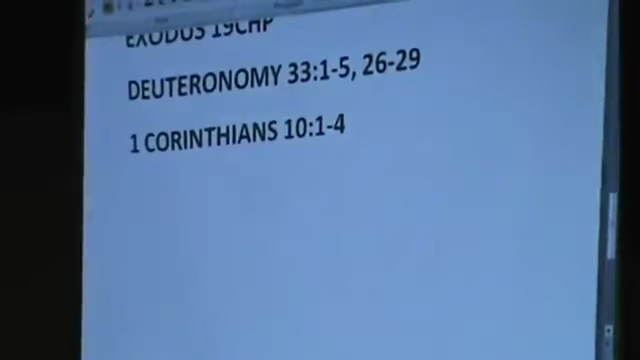 EXODUS 19CHP
DEUTERONOMY 33:1-5, 26-29
1 CORINTHIANS 10:1-4